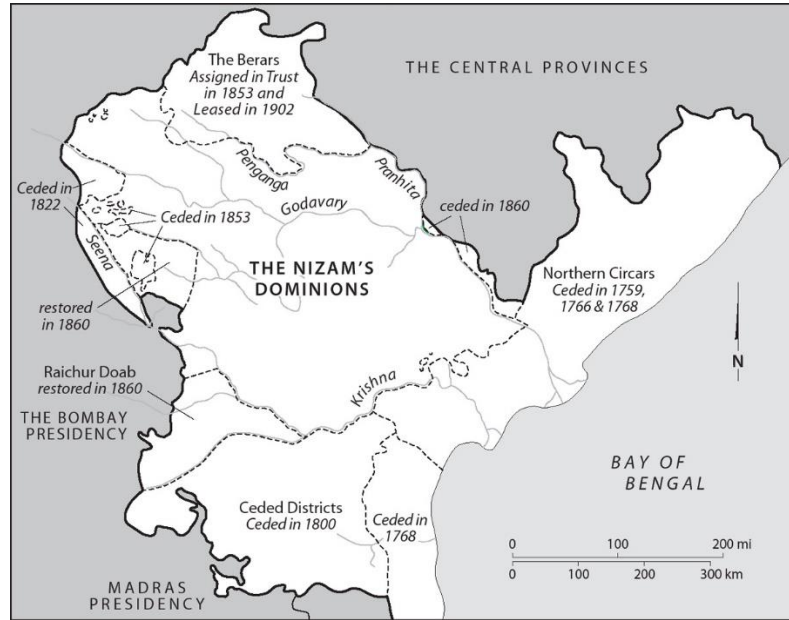 The Berars
Assigned in Trust
in 1853 and
Leased in 1902
THE CENTRAL PROVINCES
Penganga
Pranhita
Ceded in
1822
Godavary
ceded in 1860
Ceded in 1853
Seena
THE NIZAM'S
DOMINIONS
Northern Circars
Ceded in 1759,
1766 & 1768
restored
in 1860
N
Raichur Doab
restored in 1860
Krishna
THE BOMBAY
PRESIDENCY
BAY OF
BENGAL
Ceded Districts
Ceded in 1800
Ceded in
1768
0 100 200 mi
0 100 200 300 km
MADRAS
PRESIDENCY